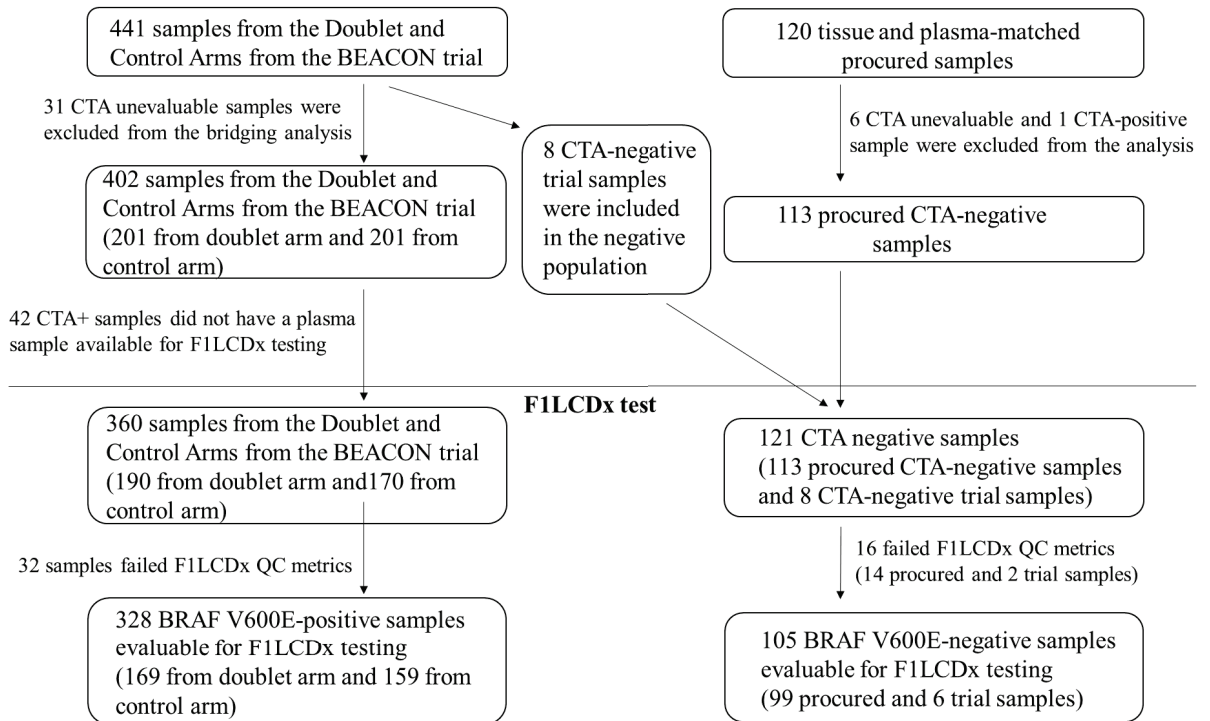 441 samples from the Doublet and
Control Arms from the BEACON trial
120 tissue and plasma-matched
procured samples
31 CTA unevaluable samples were
excluded from the bridging analysis
6 CTA unevaluable and 1 CTA-positive
sample were excluded from the analysis
8 CTA-negative
trial samples
were included
in the negative
population
402 samples from the Doublet and
Control Arms from the BEACON trial
(201 from doublet arm and 201 from
control arm)
113 procured CTA-negative
samples
42 CTA+ samples did not have a plasma
sample available for F1LCDx testing
F1LCDx test
360 samples from the Doublet and
Control Arms from the BEACON trial
(190 from doublet arm and170 from
control arm)
121 CTA negative samples
(113 procured CTA-negative samples
and 8 CTA-negative trial samples)
32 samples failed F1LCDx QC metrics
16 failed F1LCDx QC metrics
(14 procured and 2 trial samples)
328 BRAF V600E-positive samples
evaluable for F1LCDx testing
(169 from doublet arm and 159 from
control arm)
105 BRAF V600E-negative samples
evaluable for F1LCDx testing
(99 procured and 6 trial samples)